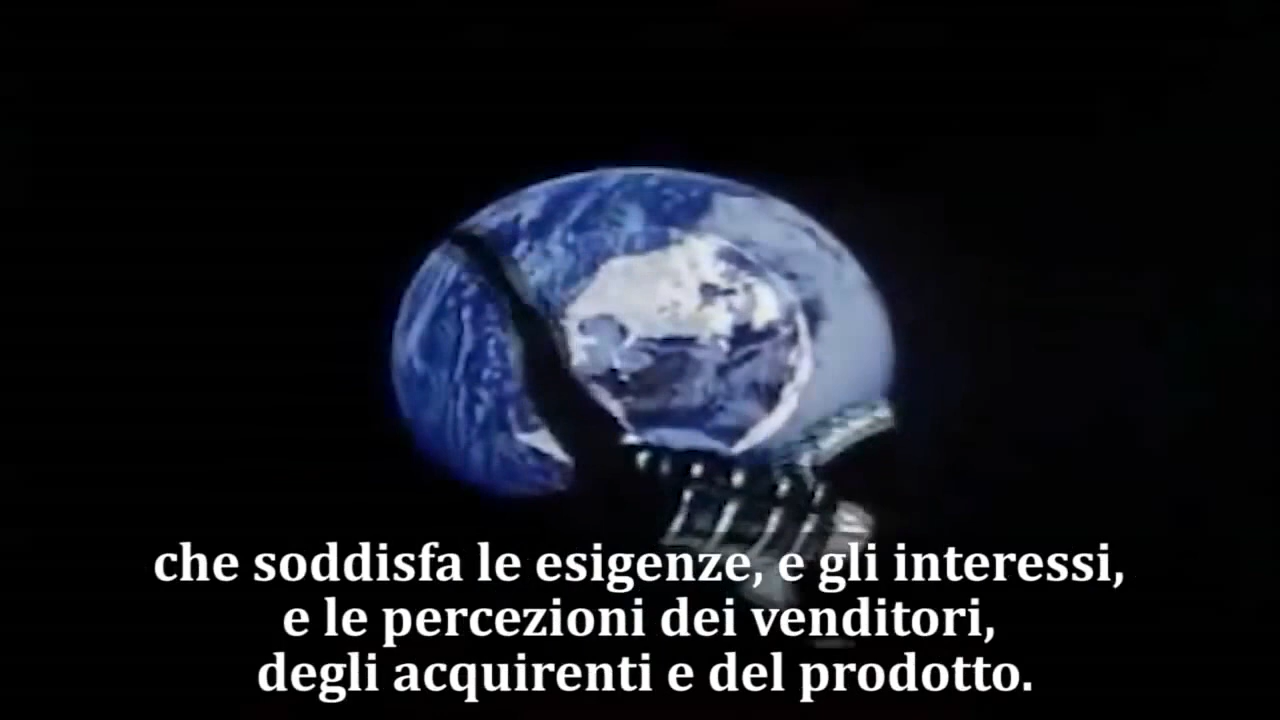 che soddisfa le esigenze, e gli interessi,
e le percezioni dei venditori,
degli acquirenti e del prodotto.